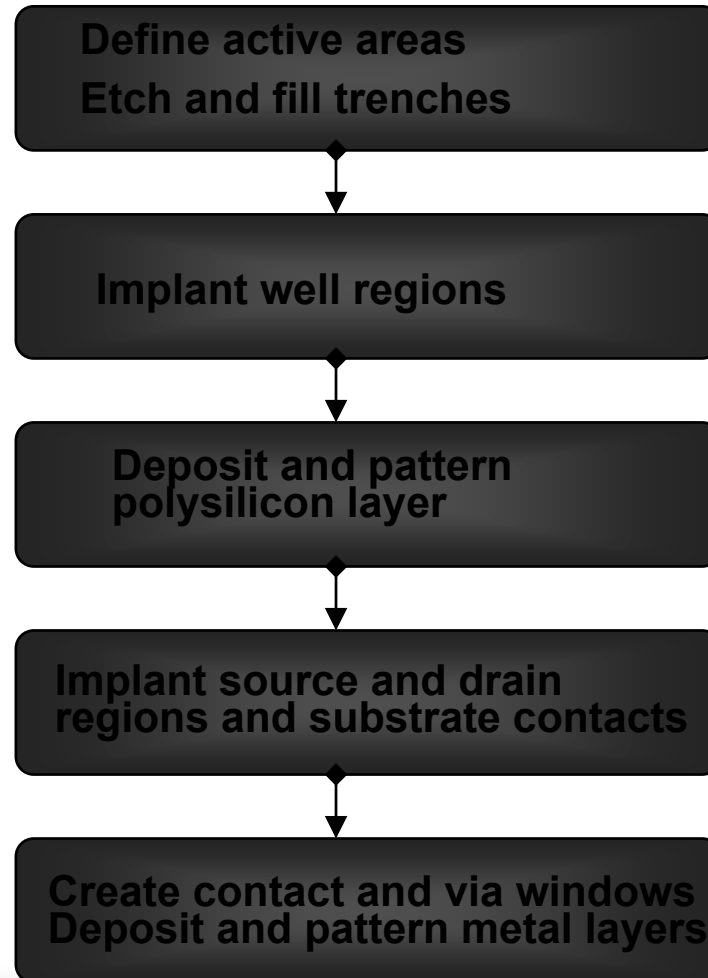 Define active areas
Etch and fill trenches
Implant well regions
Deposit and pattern
polysilicon layer
Implant source and drain
regions and substrate contacts
Create contact and via windows
Deposit and pattern metal layers